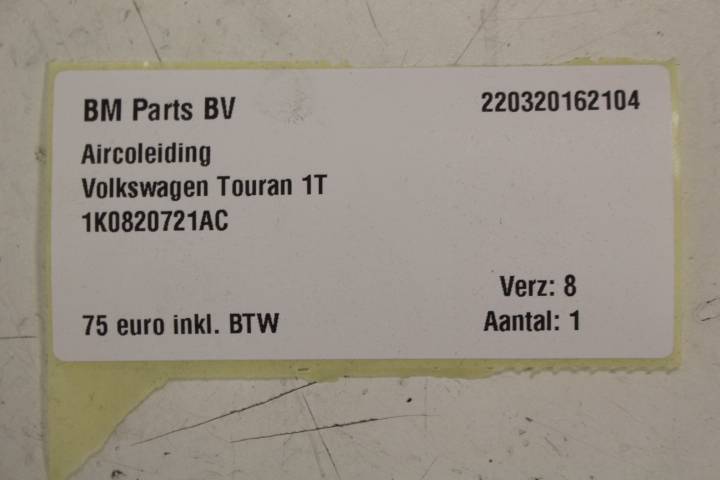 BM Parts BV 220320162104
Aircoleiding
Volkswagen Touran 1T
1K0820721AC
Verz: 8
75 euro inkl. BTW Aantal: 1